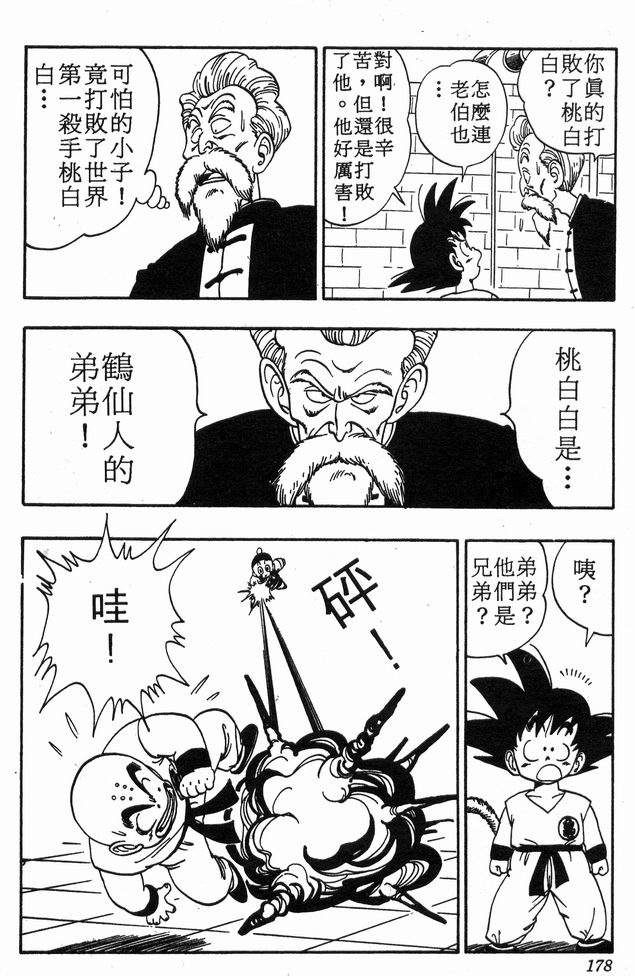 你真的打
敗了桃白
白？
怎麼連
老伯也
…
對啊！很辛
苦，但還是打敗
了他。他好厲害！
可怕的小子！
竟打敗了世界
第一殺手桃白
白…
桃白白是…
鶴仙人的
弟弟！
咦？
弟弟？
他們是
兄弟？
砰！
哇！
龜
178